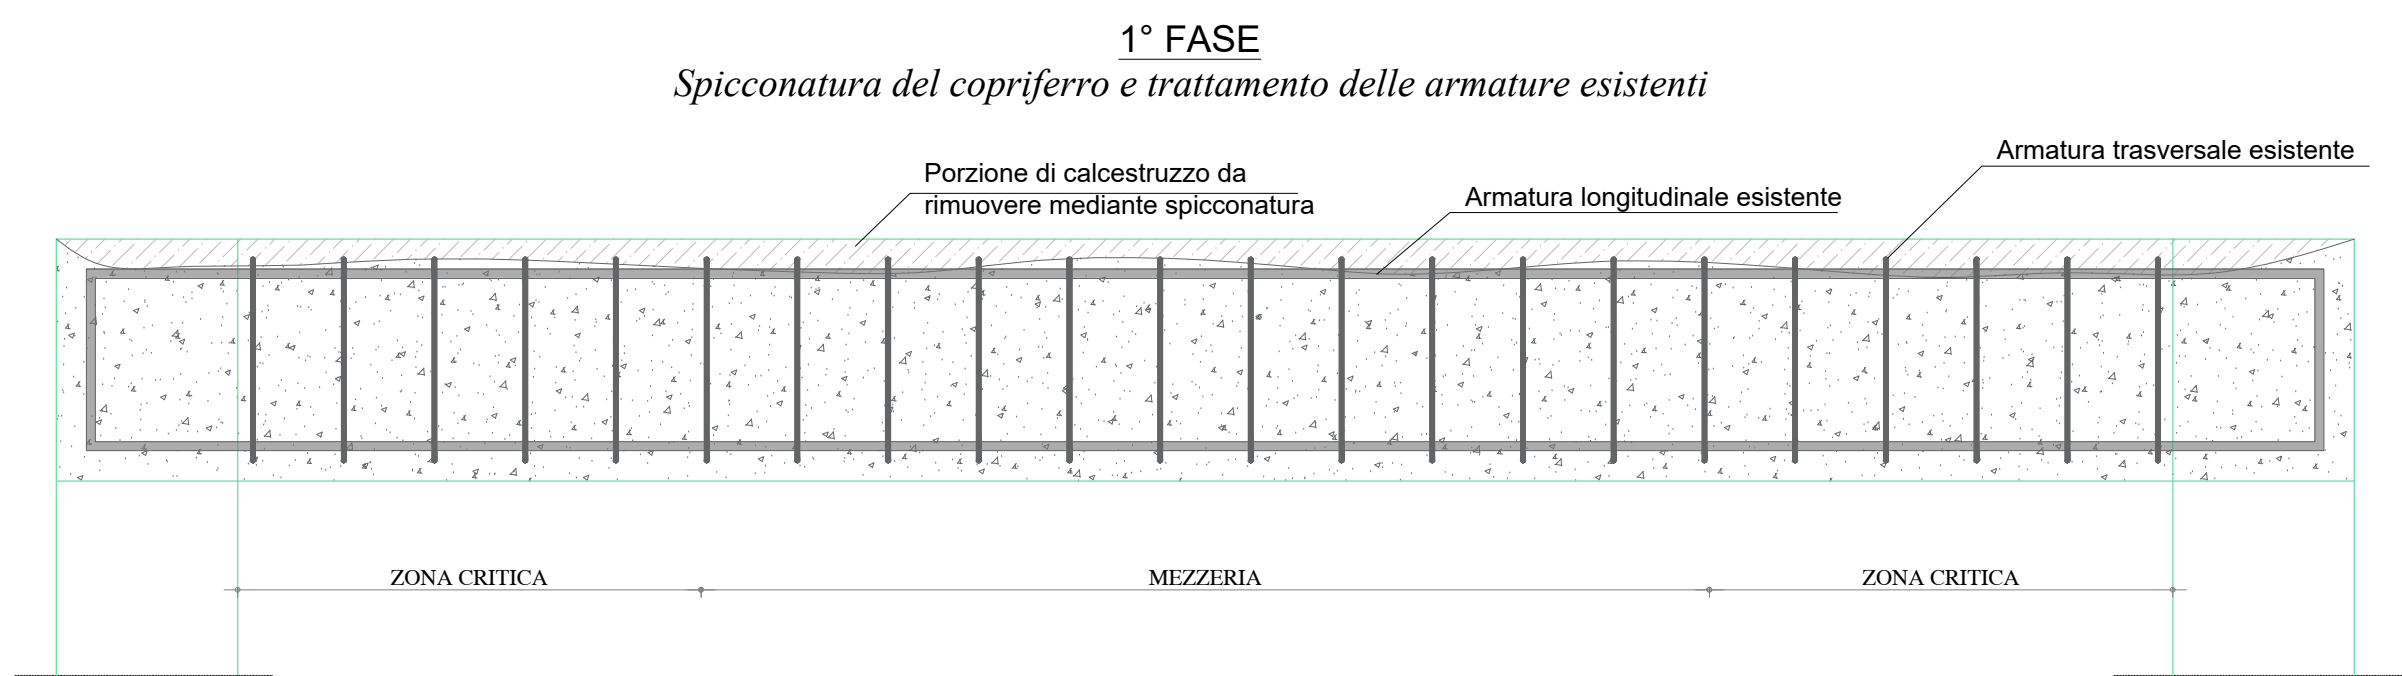 1° FASE
Spicconatura del copriferro e trattamento delle armature esistenti
Armatura trasversale esistente
Porzione di calcestruzzo da
rimuovere mediante spicconatura
Armatura longitudinale esistente
ZONA CRITICA
MEZZERIA
ZONA CRITICA